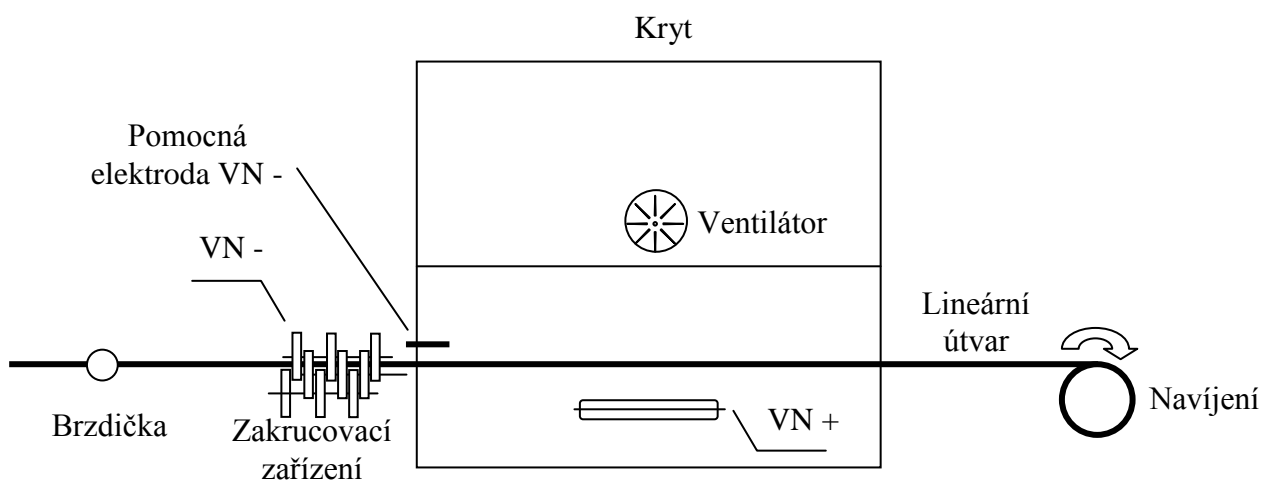 Kryt
Pomocná
elektroda VN -
Ventilátor
VN -
Lineární
útvar
Brzdička
Zakrucovací
zařízení
VN +
Navíjení